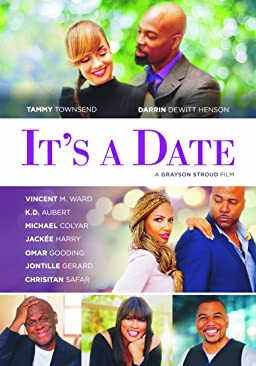 TAMMY TOWNSEND
DARRIN DEWITT HENSON
IT'S A DATE
A GRAYSON STROUD FILM
VINCENT M. WARD
K.D. AUBERT
MICHAEL COLYAR
JACKÉE HARRY
OMAR GOODING
JONTILLE GERARD
CHRISITAN SAFAR